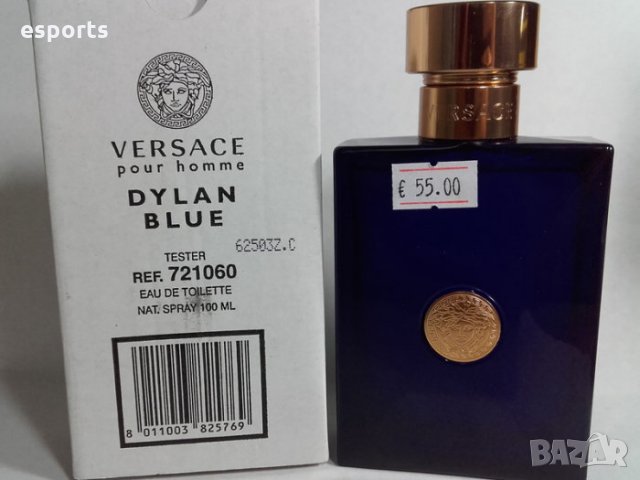 esports
VERSACE
pour homme
DYLAN
BLUE
62503Z.C
TESTER
REF. 721060
EAU DE TOILETTE
NAT. SPRAY 100 ML
8 011003 825769
RSACE
€ 55.00
BAZAR